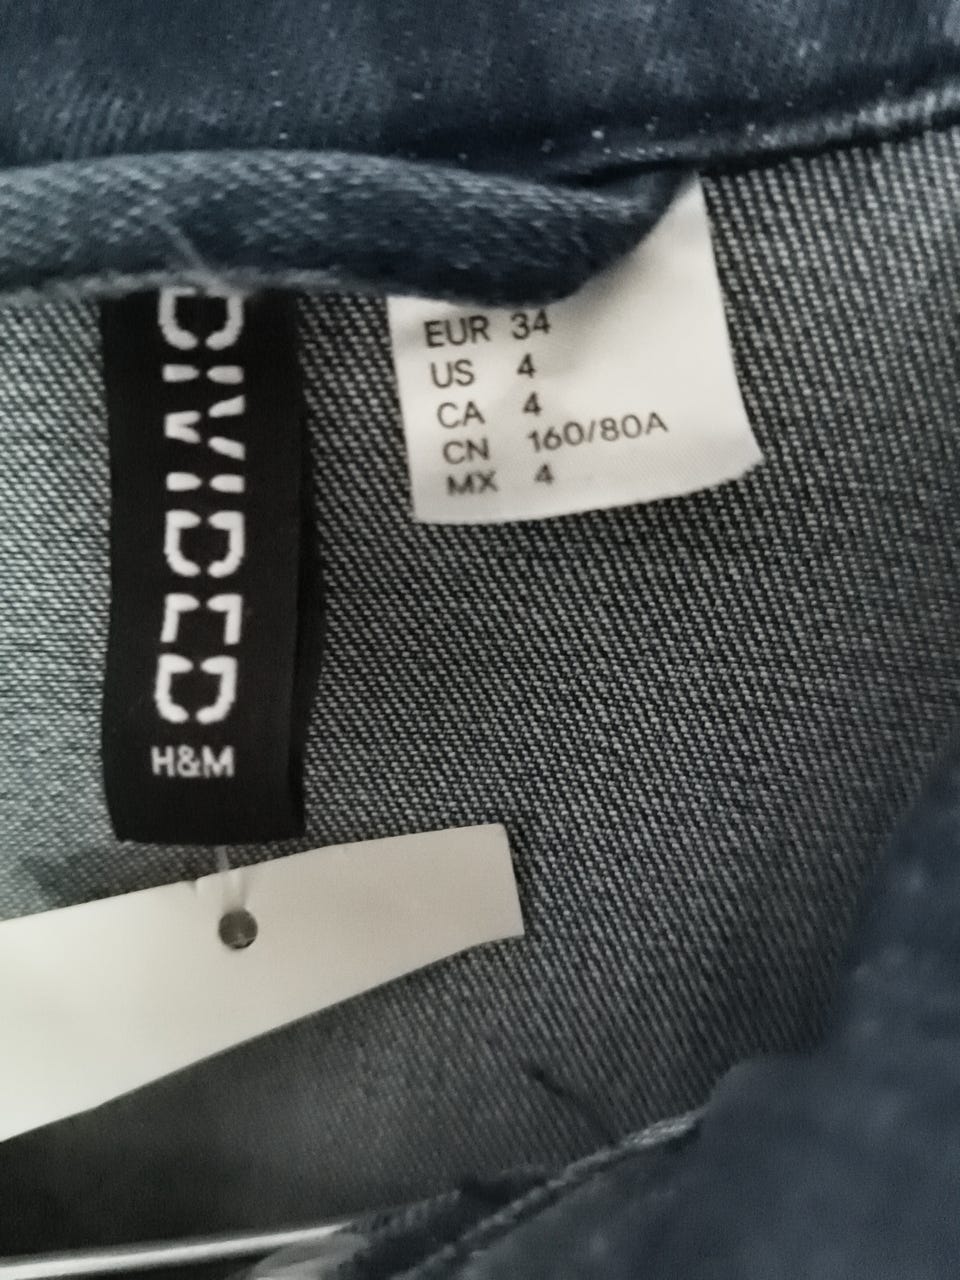 DIVIDED
H&M
EUR 34
US 4
CA 4
CN 160/80A
MX 4